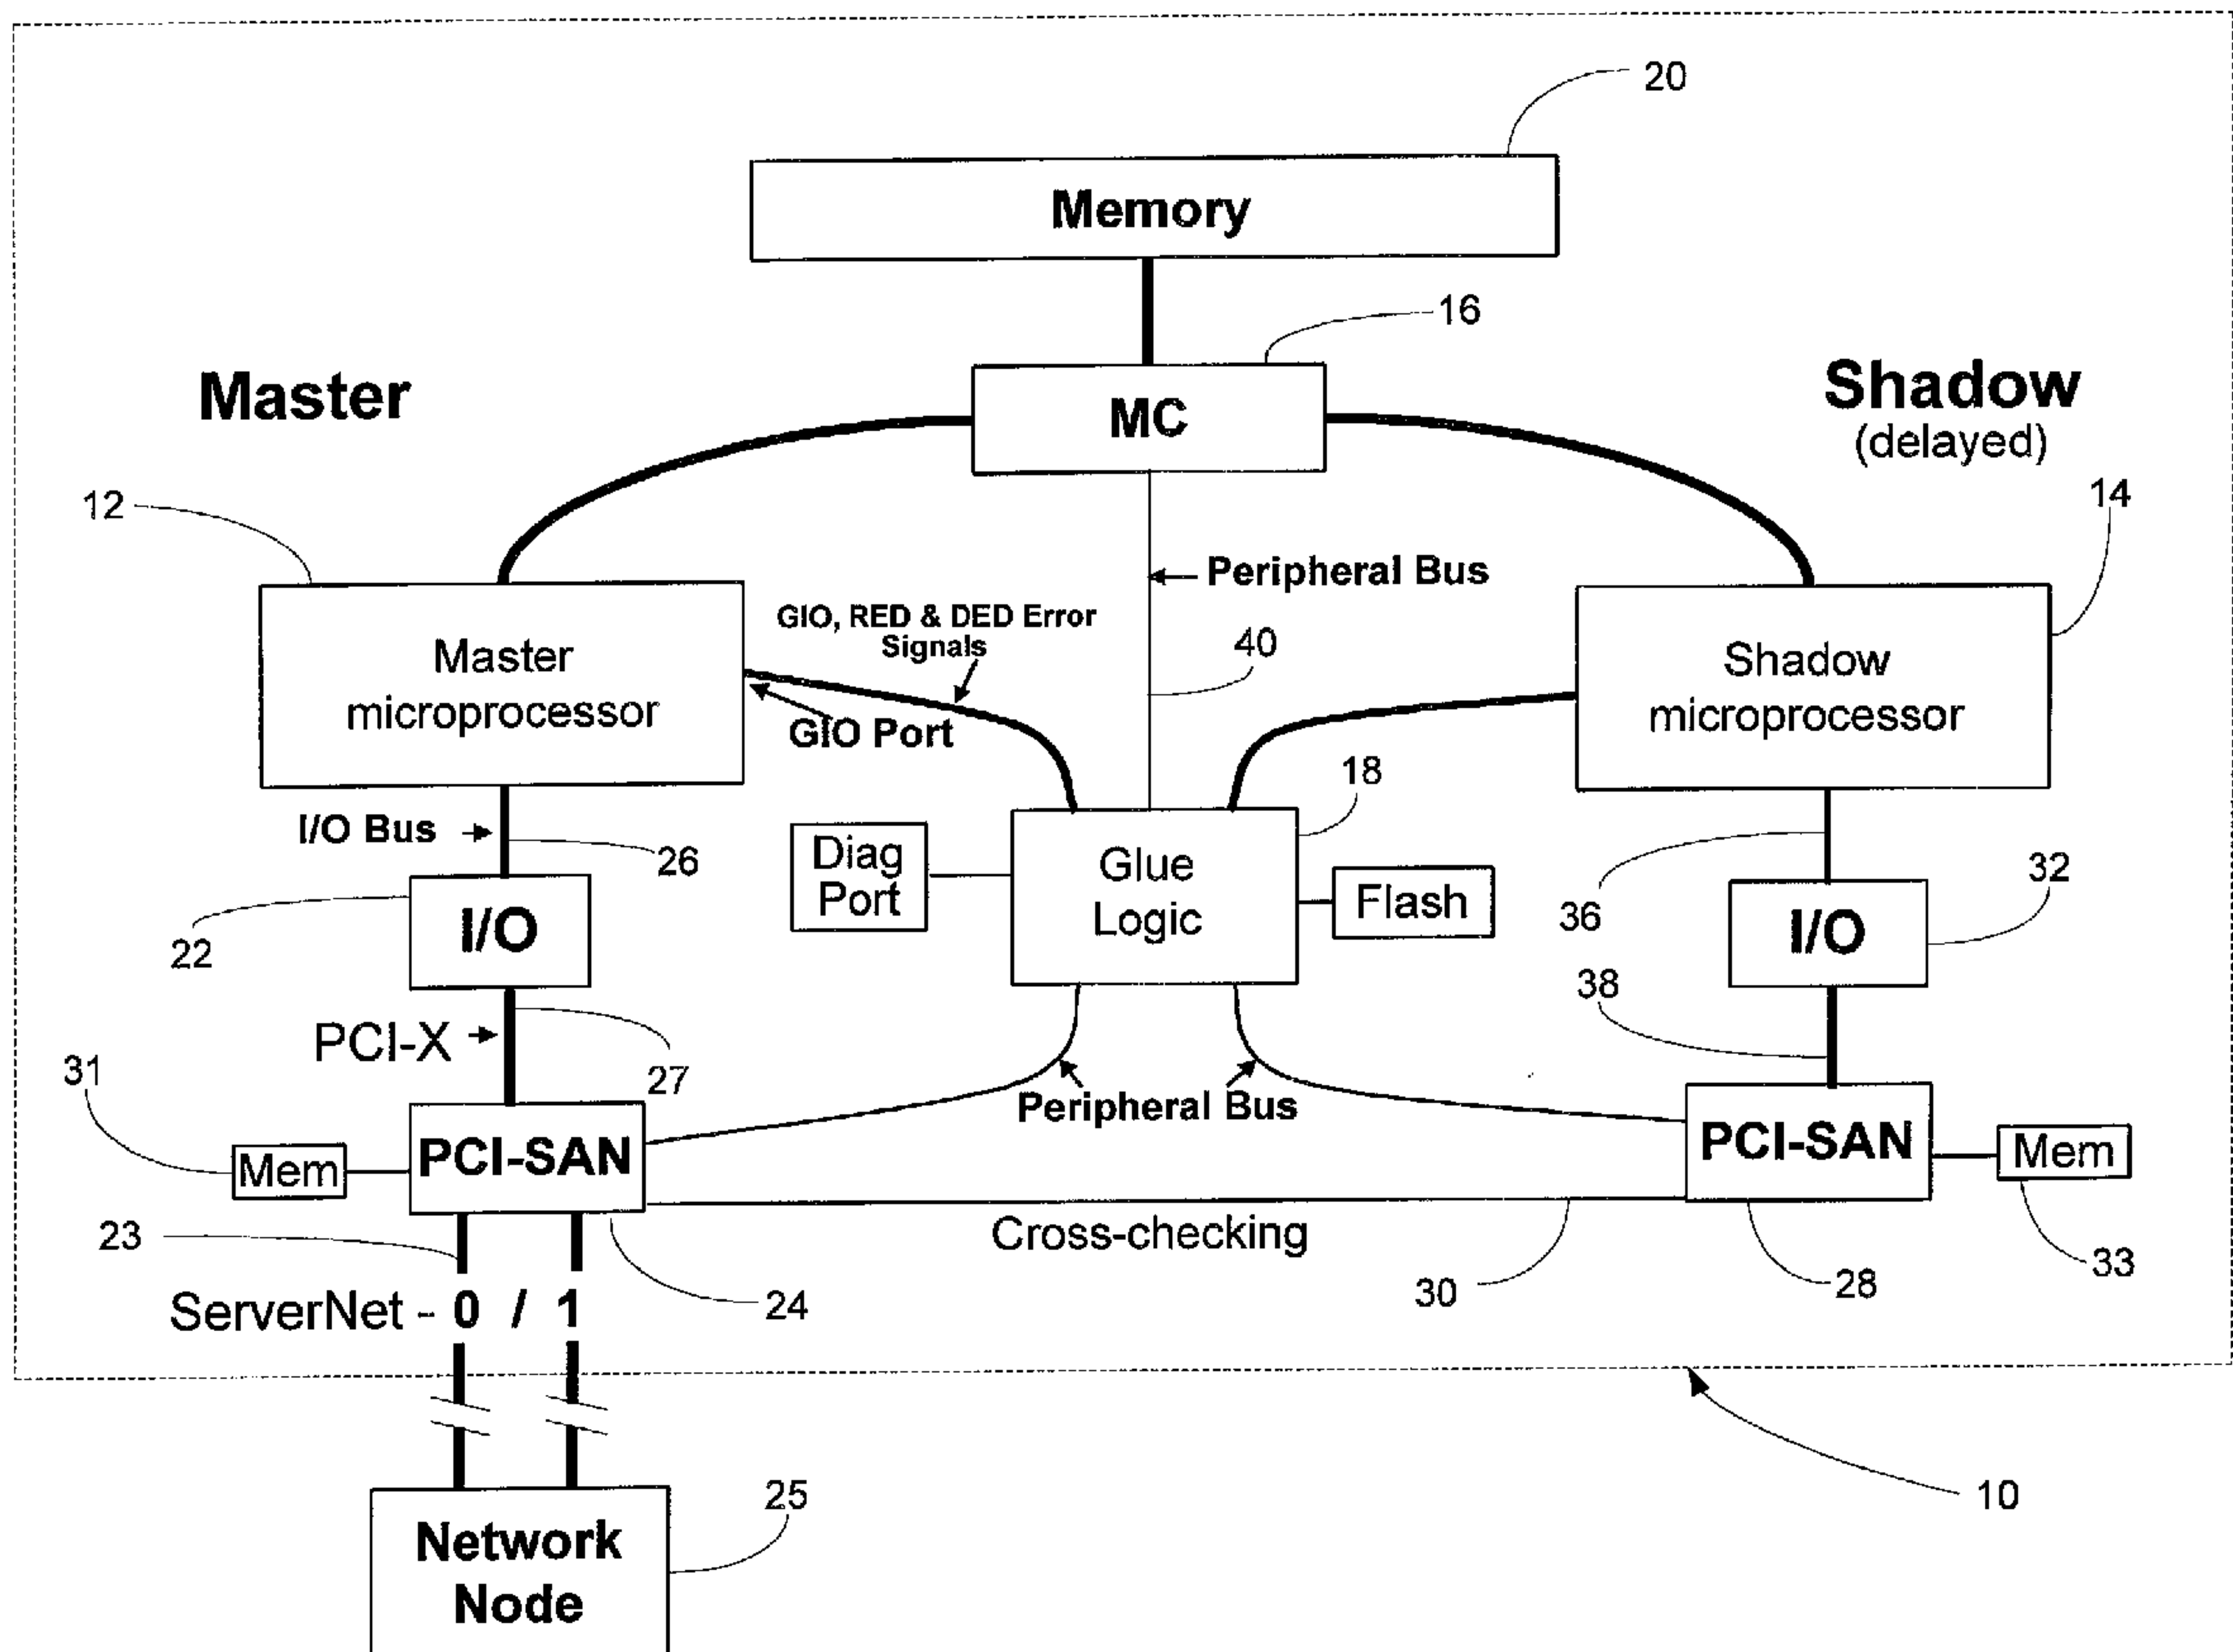 20
Memory
16
Master
MC
Shadow
(delayed)
12
14
Peripheral Bus
GIO, RED & DED Error
Signals
40
Master
microprocessor
GIO Port
Shadow
microprocessor
18
I/O Bus
26
Diag
Port
Glue
Logic
Flash
36
32
22
I/O
I/O
38
PCI-X
27
31
Peripheral Bus
Mem
PCI-SAN
PCI-SAN
Mem
23
Cross-checking
24
30
28
33
ServerNet - 0 / 1
25
10
Network
Node